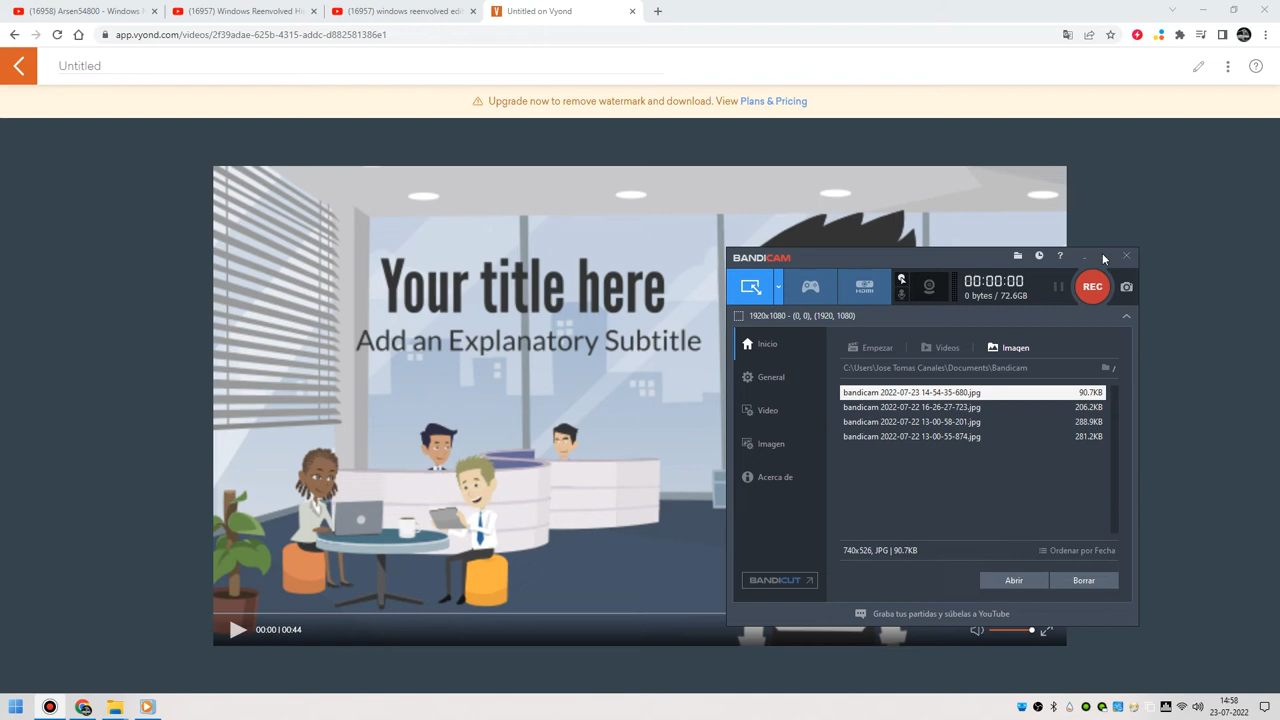 (16958) Arsen54800 - Windows
(16957) Windows Reenvolved Hi
(16957) windows reenvolved edi
Untitled on Vyond
app.vyond.com/videos/2f39adae-625b-4315-addc-d882581386e1
Untitled
Upgrade now to remove watermark and download. View Plans & Pricing
Your title here
Add an Explanatory Subtitle
BANDICAM
00:00:00
0 bytes / 72.6GB
HDMI
REC
1920x1080 - (0, 0), (1920, 1080)
Inicio
General
Video
Imagen
Acerca de
BANDICUT
Empezar
Videos
Imagen
C:\Users\Jose Tomas Canales\Documents\Bandicam
/
bandicam 2022-07-23 14-54-35-680.jpg 90.7KB
bandicam 2022-07-22 16-26-27-723.jpg 206.2KB
bandicam 2022-07-22 13-00-58-201.jpg 288.9KB
bandicam 2022-07-22 13-00-55-874.jpg 281.2KB
740x526, JPG | 90.7KB
Ordenar por Fecha
Abrir
Borrar
Graba tus partidas y súbelas a YouTube
00:00 | 00:44
14:58
23-07-2022